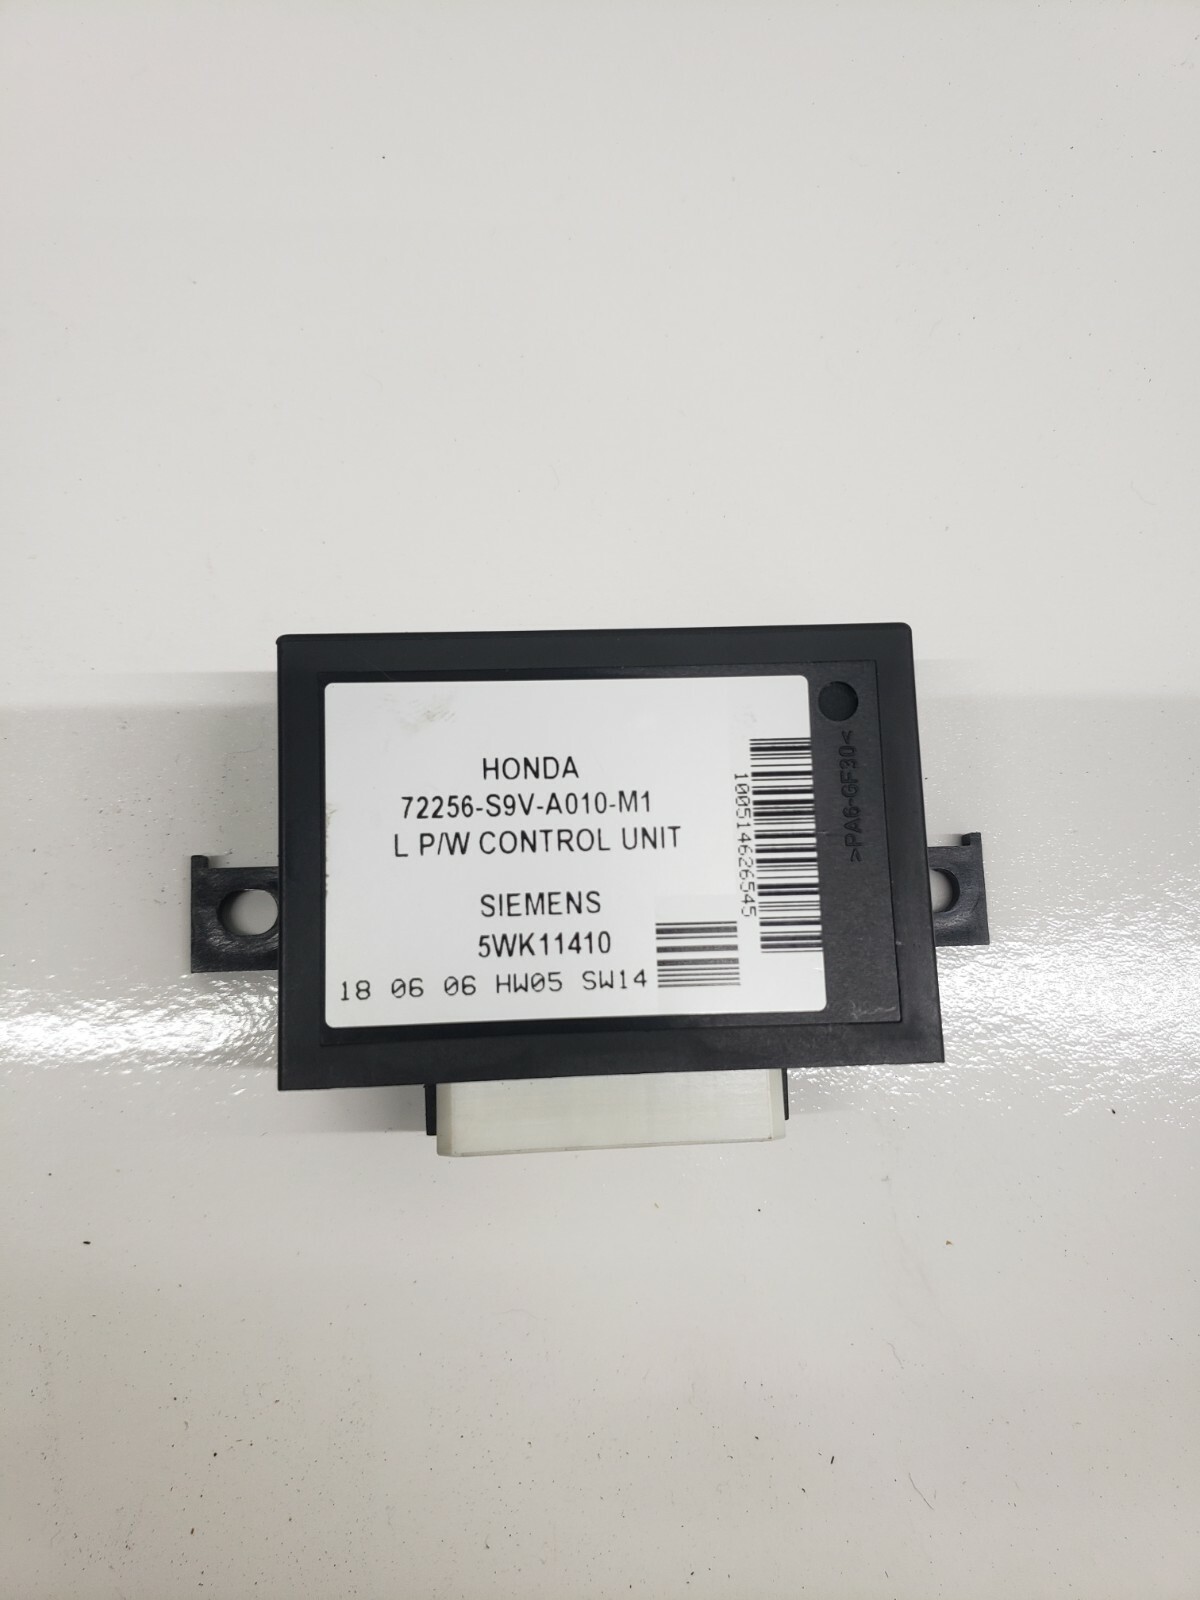 HONDA
72256-S9V-A010-M1
L P/W CONTROL UNIT
SIEMENS
5WK11410
18 06 06 HW05 SW14
100514626545
>PA6-GF30<